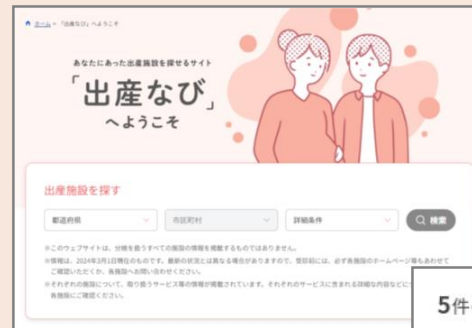 ホーム > 「出産なび」へようこそ
あなたにあった出産施設を探せるサイト
「出産なび」
へようこそ
出産施設を探す
都道府県
市区町村
詳細条件
検索
※このウェブサイトは、分娩を扱うすべての施設の情報を掲載するものではありません。
※情報は、2024年3月1日現在のものです。最新の状況とは異なる場合がありますので、受診前には、必ず各施設のホームページ等もあわせて
ご確認いただくか、各施設へお問い合わせください。
※それぞれの施設について、取り扱うサービス等の情報が掲載されています。それぞれのサービスに含まれる詳細な内容などに
各施設にご確認ください。
5件